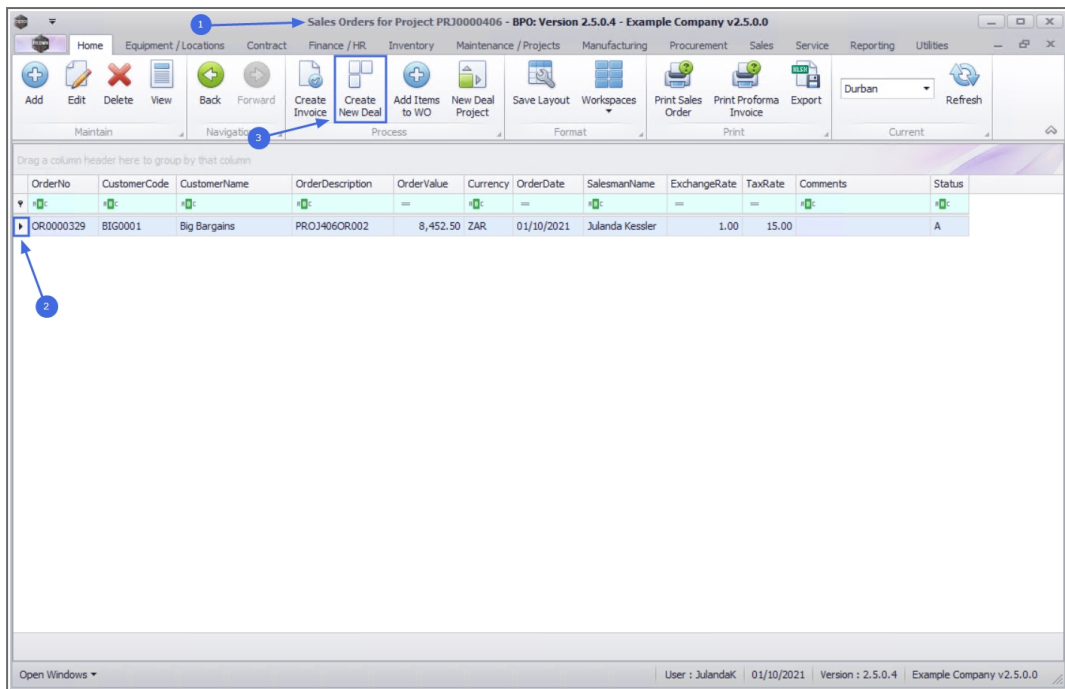 1
Sales Orders for Project PRJ0000406 - BPO: Version 2.5.0.4 - Example Company v2.5.0.0
Home Equipment / Locations Contract Finance / HR Inventory Maintenance / Projects Manufacturing Procurement Sales Service Reporting Utilities
Add Edit Delete View Back Forward Create Invoice Create New Deal Add Items to WO New Deal Project Save Layout Workspaces Print Sales Order Print Proforma Invoice Export Durban Refresh
Maintain Navigation 3 Process Format Print Current
Drag a column header here to group by that column
OrderNo CustomerCode CustomerName OrderDescription OrderValue Currency OrderDate SalesmanName ExchangeRate TaxRate Comments Status
OR0000329 BIG0001 Big Bargains PROJ406OR002 8,452.50 ZAR 01/10/2021 Julanda Kessler 1.00 15.00 A
2
Open Windows User : JulandaK 01/10/2021 Version : 2.5.0.4 Example Company v2.5.0.0